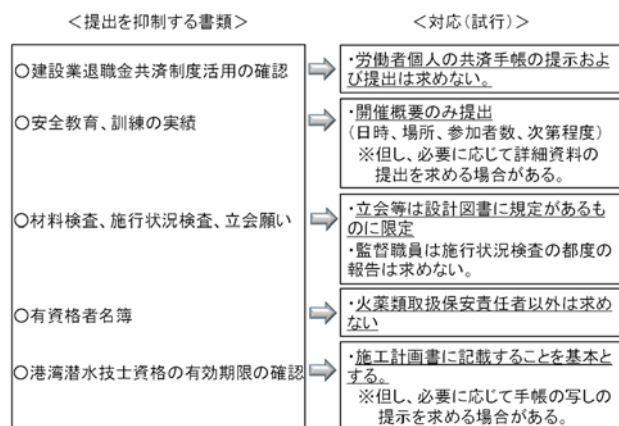 ＜提出を抑制する書類＞
＜対応(試行)＞
○建設業退職金共済制度活用の確認
・労働者個人の共済手帳の提示およ
び提出は求めない。
○安全教育、訓練の実績
・開催概要のみ提出
(日時、場所、参加者数、次第程度)
※但し、必要に応じて詳細資料の
提出を求める場合がある。
○材料検査、施行状況検査、立会願い
・立会等は設計図書に規定があるも
のに限定
・監督職員は施行状況検査の都度の
報告は求めない。
○有資格者名簿
・火薬類取扱保安責任者以外は求め
ない
○港湾潜水技士資格の有効期限の確認
・施工計画書に記載することを基本と
する。
※但し、必要に応じて手帳の写しの
提示を求める場合がある。